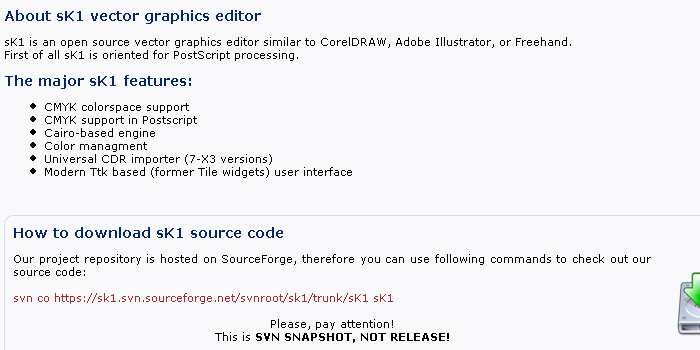 About sK1 vector graphics editor
sK1 is an open source vector graphics editor similar to CorelDRAW, Adobe Illustrator, or Freehand.
First of all sK1 is oriented for PostScript processing.
The major sK1 features:
CMYK colorspace support
CMYK support in Postscript
Cairo-based engine
Color managment
Universal CDR importer (7-X3 versions)
Modern Ttk based (former Tile widgets) user interface
How to download sK1 source code
Our project repository is hosted on SourceForge, therefore you can use following commands to check out our
source code:
svn co https://sk1.svn.sourceforge.net/svnroot/sk1/trunk/sK1 sK1
Please, pay attention!
This is SVN SNAPSHOT, NOT RELEASE!